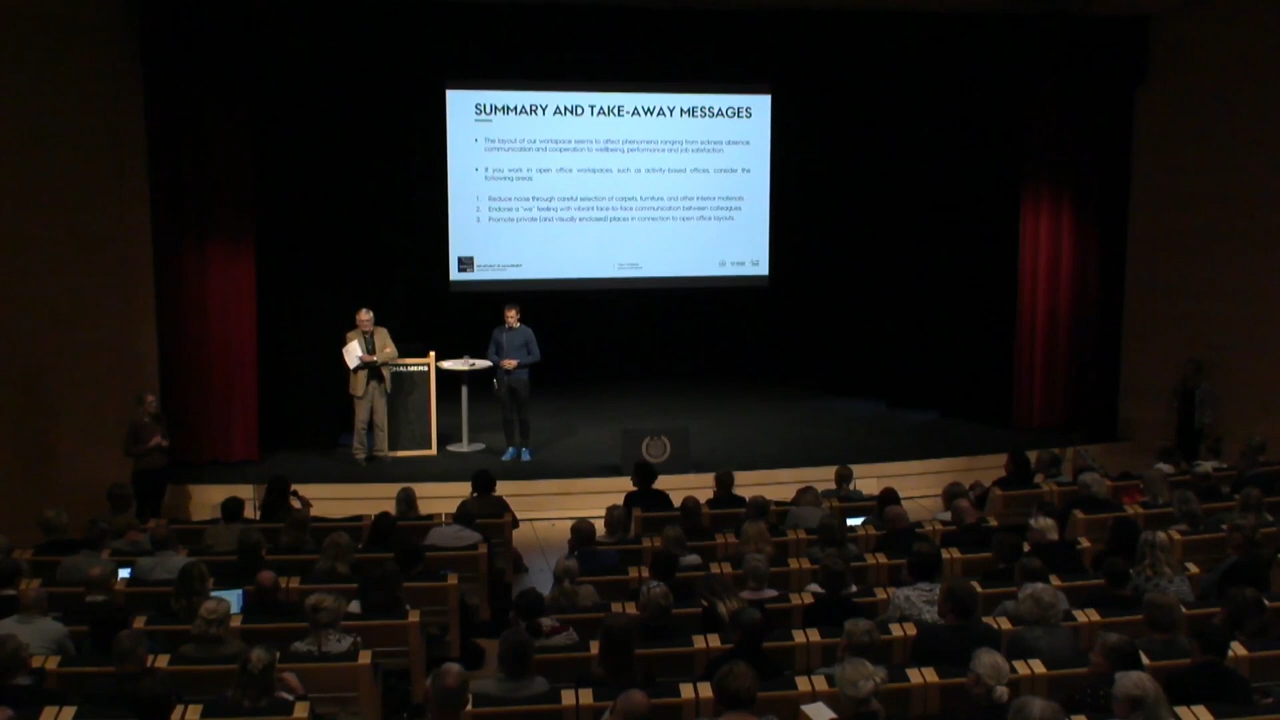 SUMMARY AND TAKE-AWAY MESSAGES
• The layout of our workspace seems to affect phenomena ranging from sickness absence,
communication and cooperation to wellbeing, performance and job satisfaction.
• If you work in open office workspaces, such as activity-based offices, consider the
following areas:
1. Reduce noise through careful selection of carpets, furniture, and other interior materials.
2. Endorse a "we" feeling with vibrant face-to-face communication between colleagues.
3. Promote private (and visually enclosed) places in connection to open office layouts.
CHALMERS